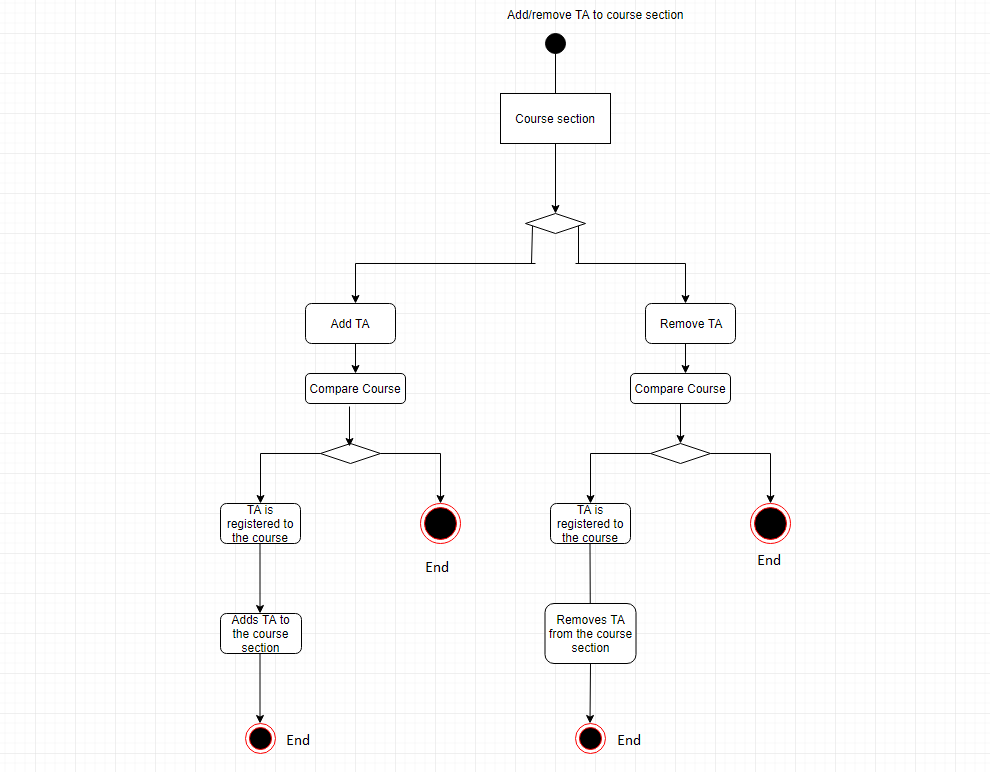 Add/remove TA to course section
Course section
Add TA
Remove TA
Compare Course
Compare Course
TA is
registered to
the course
End
TA is
registered to
the course
End
Adds TA to
the course
section
Removes TA
from the course
section
End
End